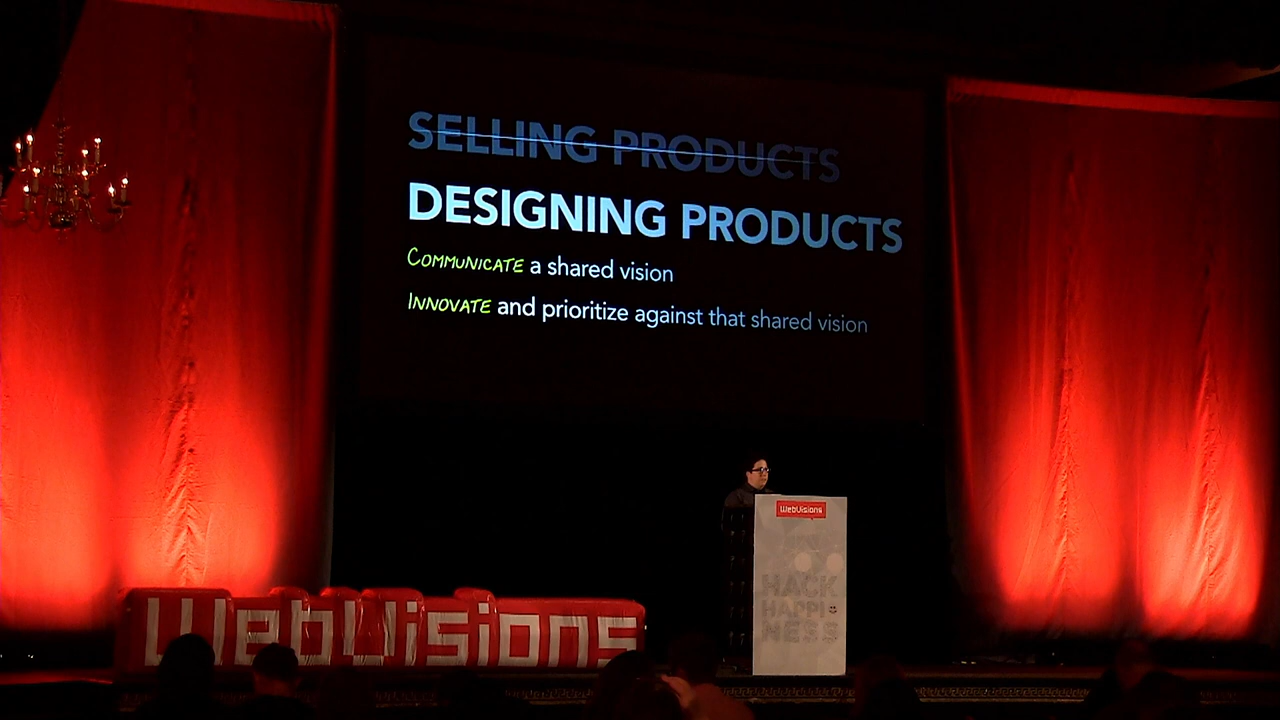 SELLING PRODUCTS
DESIGNING PRODUCTS
COMMUNICATE a shared vision
INNOVATE and prioritize against that shared vision
WebVisions
HACK
HAPPI
NESS
WebVisions